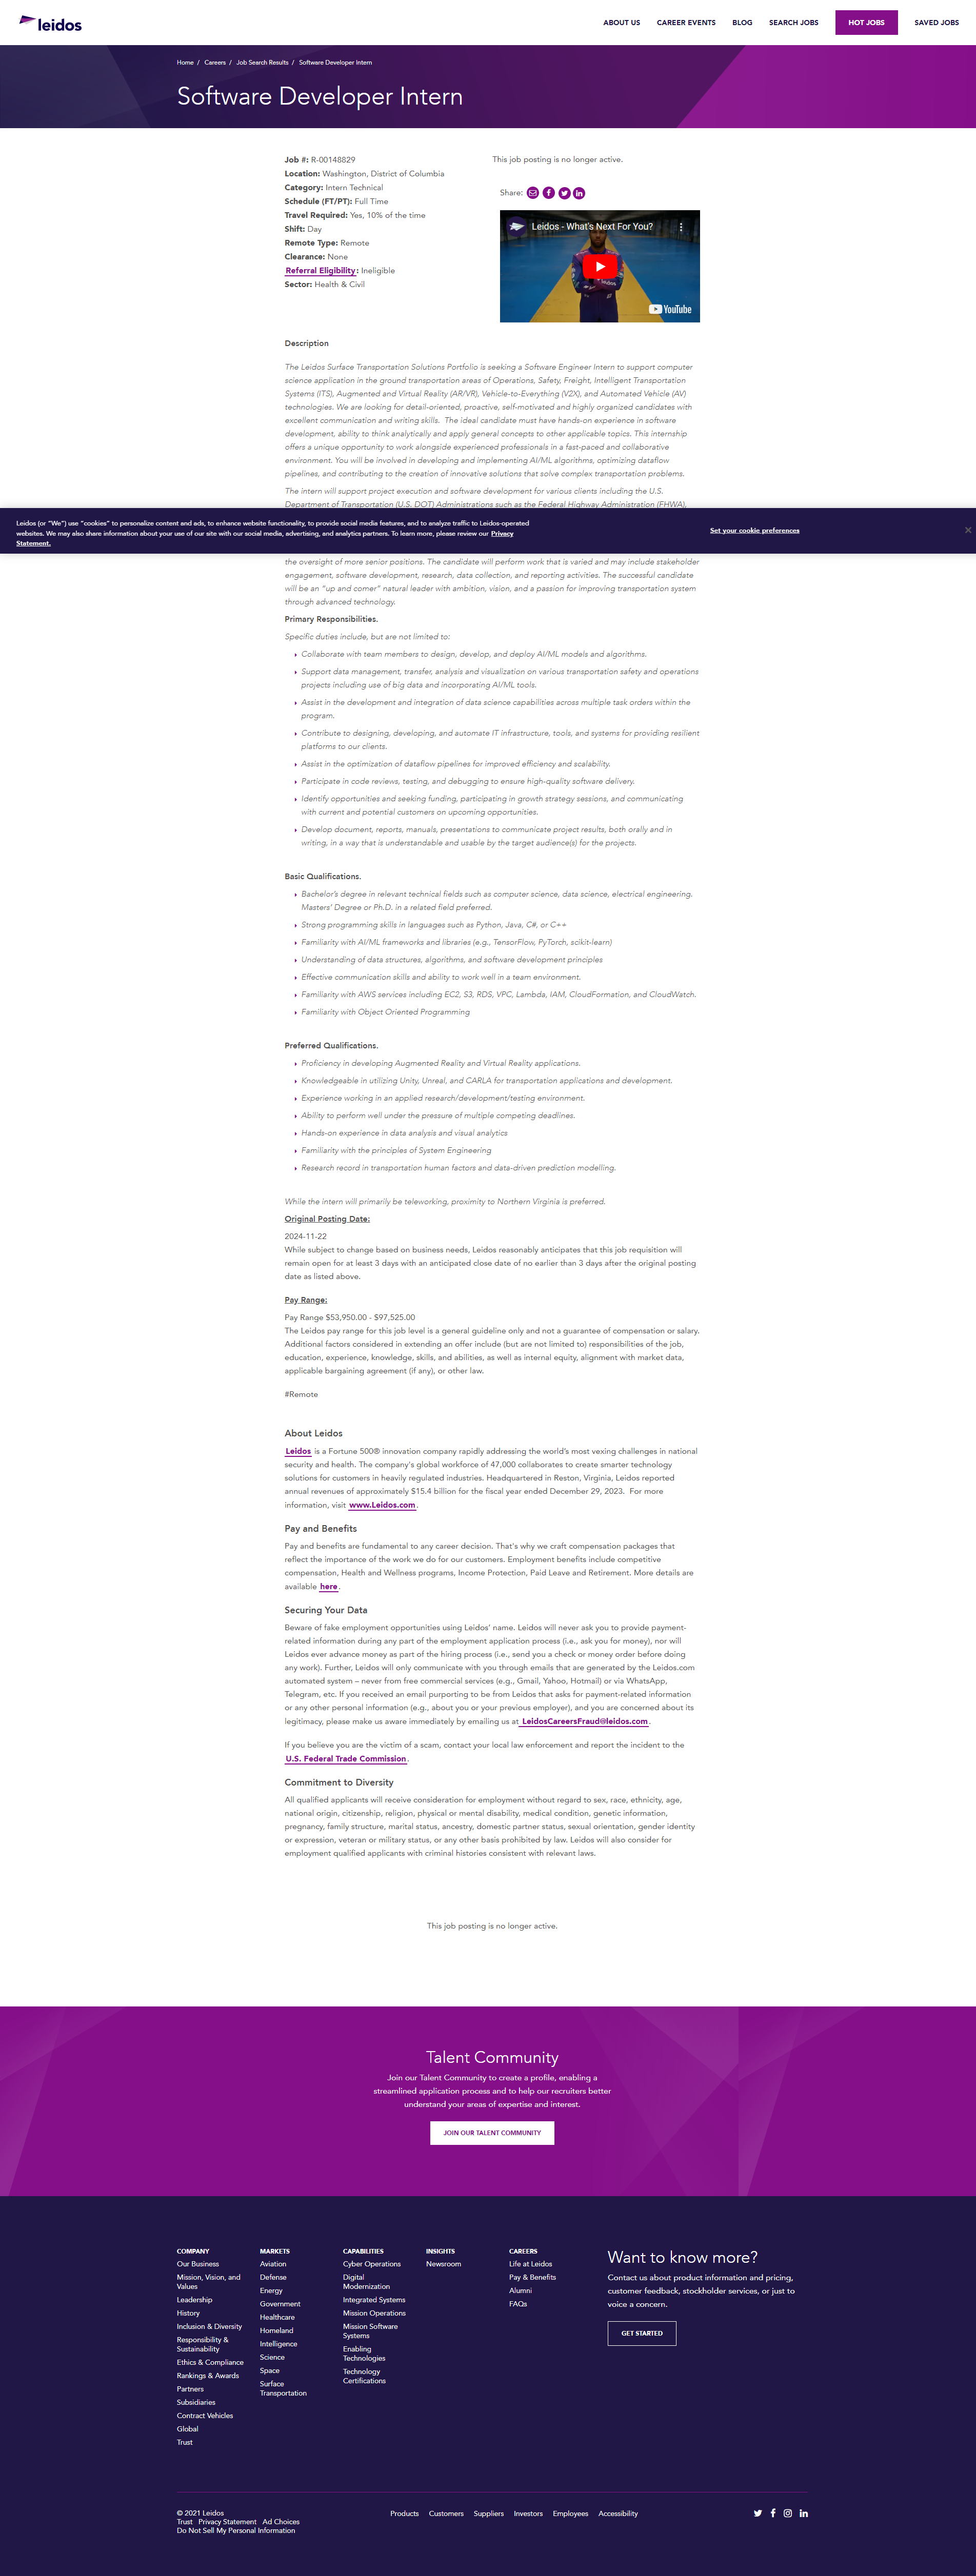 leidos
ABOUT US CAREER EVENTS BLOG SEARCH JOBS HOT JOBS SAVED JOBS
Home / Careers / Job Search Results / Software Developer Intern
Software Developer Intern
Job #: R-00148829
Location: Washington, District of Columbia
Category: Intern Technical
Schedule (FT/PT): Full Time
Travel Required: Yes, 10% of the time
Shift: Day
Remote Type: Remote
Clearance: None
Referral Eligibility: Ineligible
Sector: Health & Civil
This job posting is no longer active.
Share:
Leidos - What's Next For You?
YouTube
Description
The Leidos Surface Transportation Solutions Portfolio is seeking a Software Engineer Intern to support computer
science application in the ground transportation areas of Operations, Safety, Freight, Intelligent Transportation
Systems (ITS), Augmented and Virtual Reality (AR/VR), Vehicle-to-Everything (V2X), and Automated Vehicle (AV)
technologies. We are looking for detail-oriented, proactive, self-motivated and highly organized candidates with
excellent communication and writing skills. The ideal candidate must have hands-on experience in software
development, ability to think analytically and apply general concepts to other applicable topics. This internship
offers a unique opportunity to work alongside experienced professionals in a fast-paced and collaborative
environment. You will be involved in developing and implementing AI/ML algorithms, optimizing dataflow
pipelines, and contributing to the creation of innovative solutions that solve complex transportation problems.
The intern will support project execution and software development for various clients including the U.S.
Department of Transportation (U.S. DOT) Administrations such as the Federal Highway Administration (FHWA),
Leidos (or "We") use "cookies" to personalize content and ads, to enhance website functionality, to provide social media features, and to analyze traffic to Leidos-operated
websites. We may also share information about your use of our site with our social media, advertising, and analytics partners. To learn more, please review our Privacy
Statement.
Set your cookie preferences
the oversight of more senior positions. The candidate will perform work that is varied and may include stakeholder
engagement, software development, research, data collection, and reporting activities. The successful candidate
will be an "up and comer" natural leader with ambition, vision, and a passion for improving transportation system
through advanced technology.
Primary Responsibilities.
Specific duties include, but are not limited to:
Collaborate with team members to design, develop, and deploy AI/ML models and algorithms.
Support data management, transfer, analysis and visualization on various transportation safety and operations
projects including use of big data and incorporating AI/ML tools.
Assist in the development and integration of data science capabilities across multiple task orders within the
program.
Contribute to designing, developing, and automate IT infrastructure, tools, and systems for providing resilient
platforms to our clients.
Assist in the optimization of dataflow pipelines for improved efficiency and scalability.
Participate in code reviews, testing, and debugging to ensure high-quality software delivery.
Identify opportunities and seeking funding, participating in growth strategy sessions, and communicating
with current and potential customers on upcoming opportunities.
Develop document, reports, manuals, presentations to communicate project results, both orally and in
writing, in a way that is understandable and usable by the target audience(s) for the projects.
Basic Qualifications.
Bachelor's degree in relevant technical fields such as computer science, data science, electrical engineering.
Masters' Degree or Ph.D. in a related field preferred.
Strong programming skills in languages such as Python, Java, C#, or C++
Familiarity with AI/ML frameworks and libraries (e.g., TensorFlow, PyTorch, scikit-learn)
Understanding of data structures, algorithms, and software development principles
Effective communication skills and ability to work well in a team environment.
Familiarity with AWS services including EC2, S3, RDS, VPC, Lambda, IAM, CloudFormation, and CloudWatch.
Familiarity with Object Oriented Programming
Preferred Qualifications.
Proficiency in developing Augmented Reality and Virtual Reality applications.
Knowledgeable in utilizing Unity, Unreal, and CARLA for transportation applications and development.
Experience working in an applied research/development/testing environment.
Ability to perform well under the pressure of multiple competing deadlines.
Hands-on experience in data analysis and visual analytics
Familiarity with the principles of System Engineering
Research record in transportation human factors and data-driven prediction modelling.
While the intern will primarily be teleworking, proximity to Northern Virginia is preferred.
Original Posting Date:
2024-11-22
While subject to change based on business needs, Leidos reasonably anticipates that this job requisition will
remain open for at least 3 days with an anticipated close date of no earlier than 3 days after the original posting
date as listed above.
Pay Range:
Pay Range $53,950.00 - $97,525.00
The Leidos pay range for this job level is a general guideline only and not a guarantee of compensation or salary.
Additional factors considered in extending an offer include (but are not limited to) responsibilities of the job,
education, experience, knowledge, skills, and abilities, as well as internal equity, alignment with market data,
applicable bargaining agreement (if any), or other law.
#Remote
About Leidos
Leidos is a Fortune 500® innovation company rapidly addressing the world's most vexing challenges in national
security and health. The company's global workforce of 47,000 collaborates to create smarter technology
solutions for customers in heavily regulated industries. Headquartered in Reston, Virginia, Leidos reported
annual revenues of approximately $15.4 billion for the fiscal year ended December 29, 2023. For more
information, visit www.Leidos.com.
Pay and Benefits
Pay and benefits are fundamental to any career decision. That's why we craft compensation packages that
reflect the importance of the work we do for our customers. Employment benefits include competitive
compensation, Health and Wellness programs, Income Protection, Paid Leave and Retirement. More details are
available here.
Securing Your Data
Beware of fake employment opportunities using Leidos' name. Leidos will never ask you to provide payment-
related information during any part of the employment application process (i.e., ask you for money), nor will
Leidos ever advance money as part of the hiring process (i.e., send you a check or money order before doing
any work). Further, Leidos will only communicate with you through emails that are generated by the Leidos.com
automated system – never from free commercial services (e.g., Gmail, Yahoo, Hotmail) or via WhatsApp,
Telegram, etc. If you received an email purporting to be from Leidos that asks for payment-related information
or any other personal information (e.g., about you or your previous employer), and you are concerned about its
legitimacy, please make us aware immediately by emailing us at LeidosCareersFraud@leidos.com.
If you believe you are the victim of a scam, contact your local law enforcement and report the incident to the
U.S. Federal Trade Commission.
Commitment to Diversity
All qualified applicants will receive consideration for employment without regard to sex, race, ethnicity, age,
national origin, citizenship, religion, physical or mental disability, medical condition, genetic information,
pregnancy, family structure, marital status, ancestry, domestic partner status, sexual orientation, gender identity
or expression, veteran or military status, or any other basis prohibited by law. Leidos will also consider for
employment qualified applicants with criminal histories consistent with relevant laws.
This job posting is no longer active.
Talent Community
Join our Talent Community to create a profile, enabling a
streamlined application process and to help our recruiters better
understand your areas of expertise and interest.
JOIN OUR TALENT COMMUNITY
COMPANY
Our Business
Mission, Vision, and
Values
Leadership
History
Inclusion & Diversity
Responsibility &
Sustainability
Ethics & Compliance
Rankings & Awards
Partners
Subsidiaries
Contract Vehicles
Global
Trust
MARKETS
Aviation
Defense
Energy
Government
Healthcare
Homeland
Intelligence
Science
Space
Surface
Transportation
CAPABILITIES
Cyber Operations
Digital
Modernization
Integrated Systems
Mission Operations
Mission Software
Systems
Enabling
Technologies
Technology
Certifications
INSIGHTS
Newsroom
CAREERS
Life at Leidos
Pay & Benefits
Alumni
FAQs
Want to know more?
Contact us about product information and pricing,
customer feedback, stockholder services, or just to
voice a concern.
GET STARTED
© 2021 Leidos
Trust Privacy Statement Ad Choices
Do Not Sell My Personal Information
Products Customers Suppliers Investors Employees Accessibility